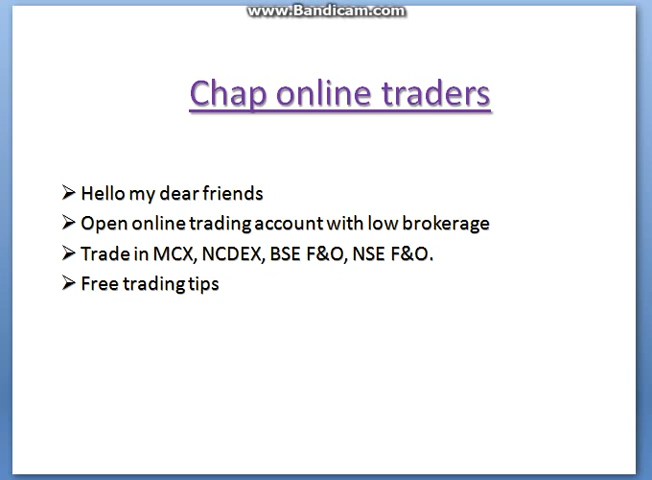 www.Bandicam.com
Chap online traders
Hello my dear friends
Open online trading account with low brokerage
Trade in MCX, NCDEX, BSE F&O, NSE F&O.
Free trading tips